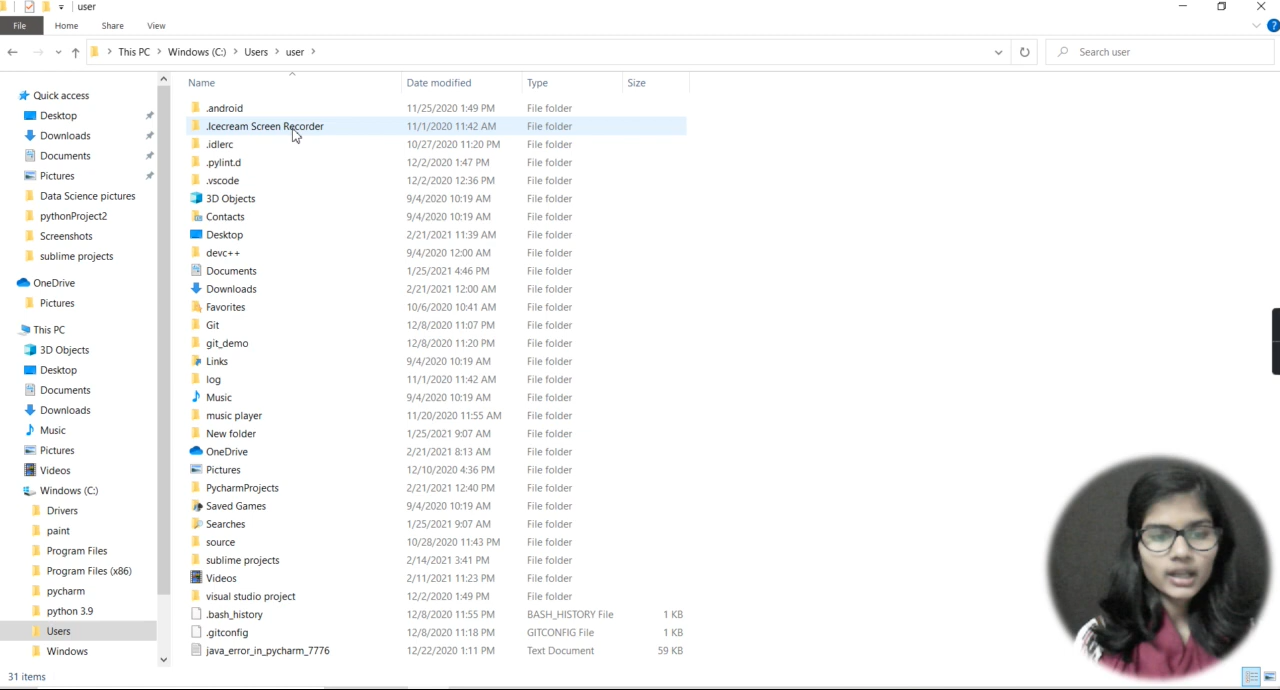 user
File Home Share View
This PC Windows (C:) Users user Search user
Name Date modified Type Size
Quick access
Desktop
Downloads
Documents
Pictures
Data Science pictures
pythonProject2
Screenshots
sublime projects
OneDrive
Pictures
This PC
3D Objects
Desktop
Documents
Downloads
Music
Pictures
Videos
Windows (C:)
Drivers
paint
Program Files
Program Files (x86)
pycharm
python 3.9
Users
Windows
.android 11/25/2020 1:49 PM File folder
.Icecream Screen Recorder 11/1/2020 11:42 AM File folder
.idlerc 10/27/2020 11:20 PM File folder
.pylint.d 12/2/2020 1:47 PM File folder
.vscode 12/2/2020 12:36 PM File folder
3D Objects 9/4/2020 10:19 AM File folder
Contacts 9/4/2020 10:19 AM File folder
Desktop 2/21/2021 11:39 AM File folder
devc++ 9/4/2020 12:00 AM File folder
Documents 1/25/2021 4:46 PM File folder
Downloads 2/21/2021 12:00 AM File folder
Favorites 10/6/2020 10:41 AM File folder
Git 12/8/2020 11:07 PM File folder
git_demo 12/8/2020 11:20 PM File folder
Links 9/4/2020 10:19 AM File folder
log 11/1/2020 11:42 AM File folder
Music 9/4/2020 10:19 AM File folder
music player 11/20/2020 11:55 AM File folder
New folder 1/25/2021 9:07 AM File folder
OneDrive 2/21/2021 8:13 AM File folder
Pictures 12/10/2020 4:36 PM File folder
PycharmProjects 2/21/2021 12:40 PM File folder
Saved Games 9/4/2020 10:19 AM File folder
Searches 1/25/2021 9:07 AM File folder
source 10/28/2020 11:43 PM File folder
sublime projects 2/14/2021 3:41 PM File folder
Videos 2/11/2021 11:23 PM File folder
visual studio project 12/2/2020 1:49 PM File folder
.bash_history 12/8/2020 11:55 PM BASH_HISTORY File 1 KB
.gitconfig 12/8/2020 11:18 PM GITCONFIG File 1 KB
java_error_in_pycharm_7776 12/22/2020 1:11 PM Text Document 59 KB
31 items